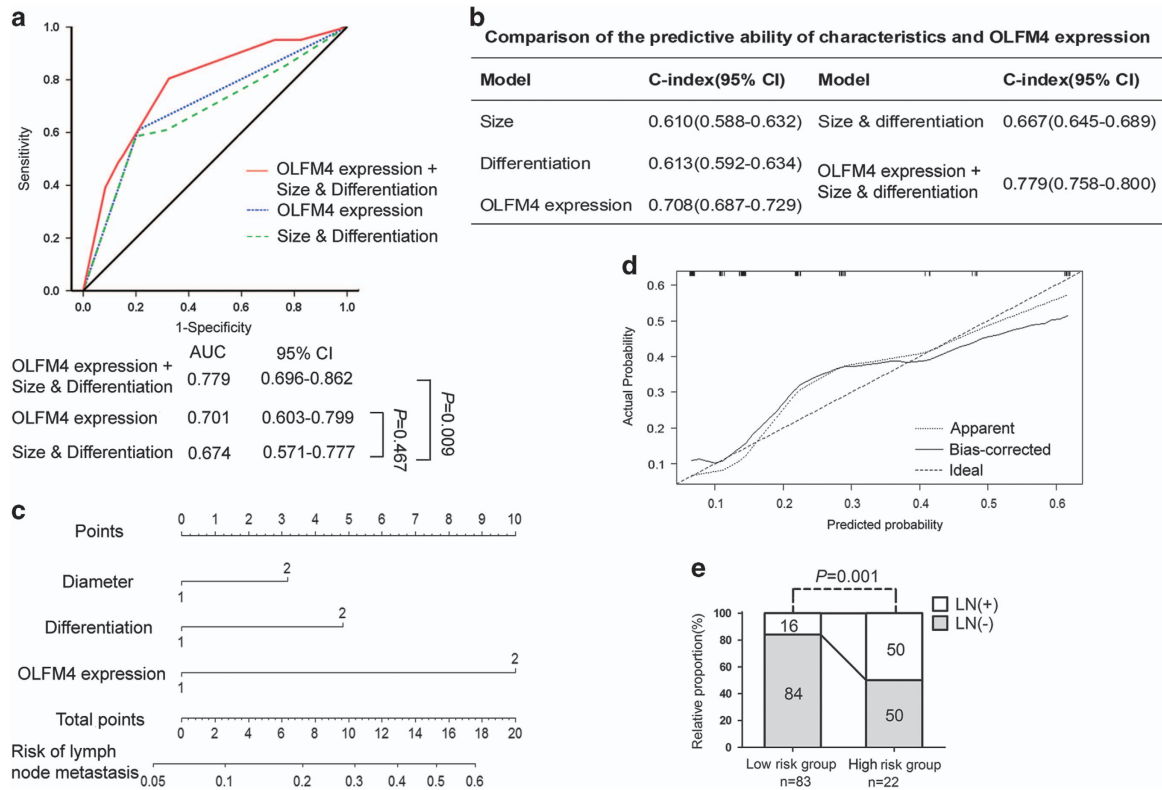 a
1.0
0.8
0.6
0.4
0.2
0.0
Sensitivity
0.0 0.2 0.4 0.6 0.8 1.0
1-Specificity
OLFM4 expression +
Size & Differentiation
OLFM4 expression
Size & Differentiation
AUC 95% CI
OLFM4 expression +
Size & Differentiation 0.779 0.696-0.862
OLFM4 expression 0.701 0.603-0.799
Size & Differentiation 0.674 0.571-0.777
P=0.467
P=0.009
b
Comparison of the predictive ability of characteristics and OLFM4 expression
Model C-index(95% CI) Model C-index(95% CI)
Size 0.610(0.588-0.632) Size & differentiation 0.667(0.645-0.689)
Differentiation 0.613(0.592-0.634)
OLFM4 expression 0.708(0.687-0.729)
OLFM4 expression +
Size & differentiation 0.779(0.758-0.800)
c
Points 0 1 2 3 4 5 6 7 8 9 10
Diameter 1 2
Differentiation 1 2
OLFM4 expression 1 2
Total points 0 2 4 6 8 10 12 14 16 18 20
Risk of lymph
node metastasis 0.05 0.1 0.2 0.3 0.4 0.5 0.6
d
0.6
0.5
0.4
0.3
0.2
0.1
Actual Probability
Apparent
Bias-corrected
Ideal
0.1 0.2 0.3 0.4 0.5 0.6
Predicted probability
e
P=0.001
LN(+)
LN(-)
100
80
60
40
20
0
Relative proportion(%)
16
84
50
50
Low risk group High risk group
n=83 n=22